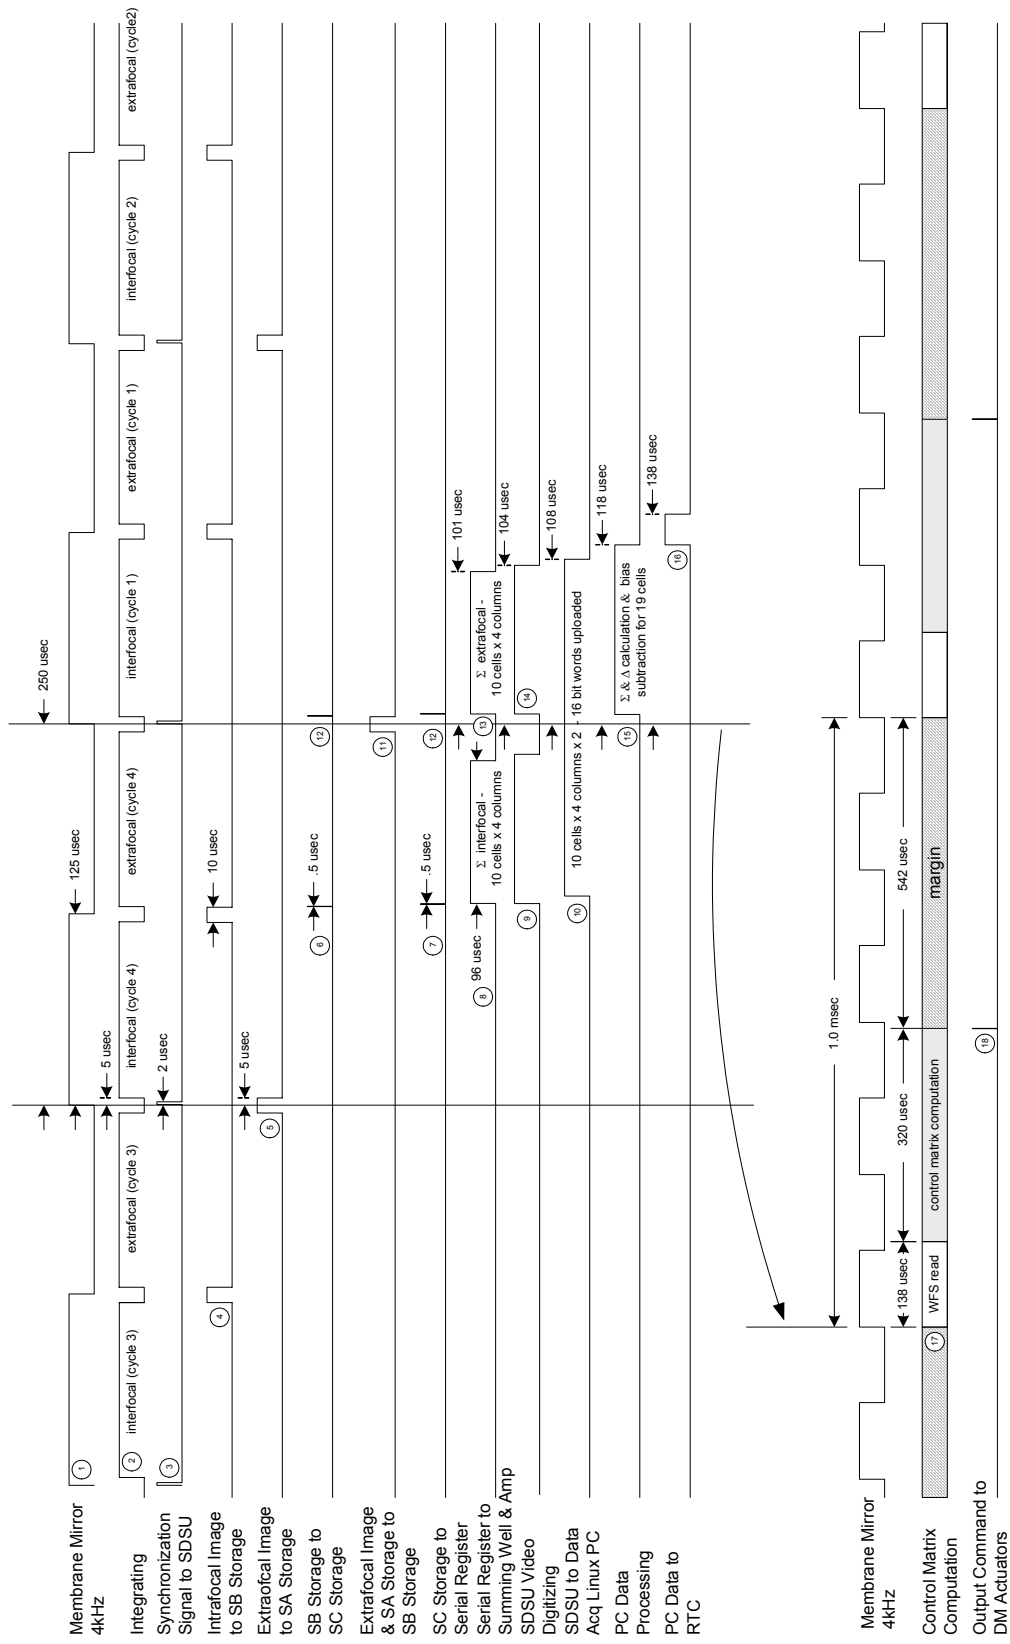 Membrane Mirror
4kHz
1
125 usec
250 usec
Integrating
2
interfocal (cycle 3)
extrafocal (cycle 3)
interfocal (cycle 4)
extrafocal (cycle 4)
interfocal (cycle 1)
extrafocal (cycle 1)
interfocal (cycle 2)
extrafocal (cycle2)
5 usec
Synchronization
Signal to SDSU
3
2 usec
Intrafocal Image
to SB Storage
4
10 usec
Extraofcal Image
to SA Storage
5
5 usec
SB Storage to
SC Storage
6
.5 usec
12
Extrafocal Image
& SA Storage to
SB Storage
11
SC Storage to
Serial Register
7
.5 usec
12
Serial Register to
Summing Well & Amp
8
96 usec
Σ interfocal -
10 cells x 4 columns
13
Σ extrafocal -
10 cells x 4 columns
101 usec
SDSU Video
Digitizing
9
14
104 usec
SDSU to Data
Acq Linux PC
10
10 cells x 4 columns x 2 - 16 bit words uploaded
108 usec
PC Data
Processing
15
Σ & Δ calculation & bias
subtraction for 19 cells
118 usec
PC Data to
RTC
16
138 usec
1.0 msec
Membrane Mirror
4kHz
138 usec
320 usec
542 usec
Control Matrix
Computation
17
WFS read
control matrix computation
margin
Output Command to
DM Actuators
18